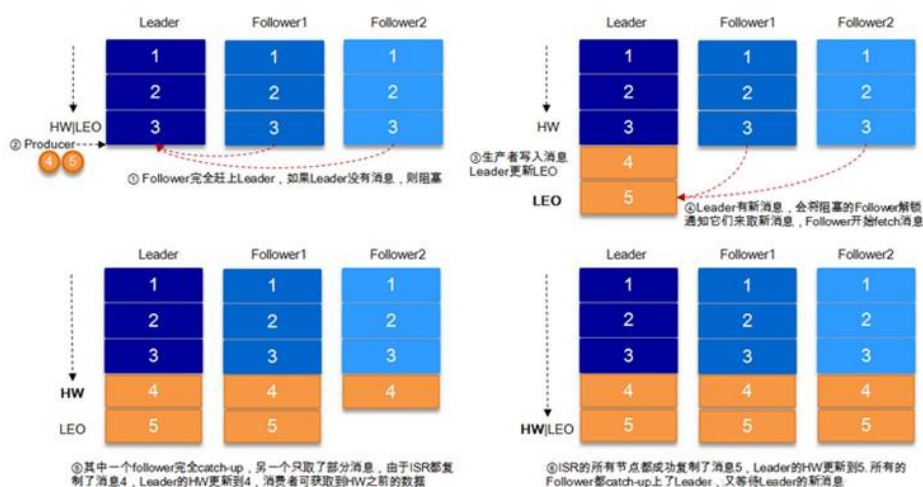 Leader Follower1 Follower2
1 1 1
2 2 2
HW|LEO 3 3 3
② Producer
4 5
① Follower完全赶上Leader，如果Leader没有消息，则阻塞
Leader Follower1 Follower2
1 1 1
2 2 2
HW 3 3 3
③生产者写入消息 4
Leader更新LEO
LEO 5
④Leader有新消息，会将阻塞的Follower解锁
通知它们来取新消息，Follower开始fetch消息
Leader Follower1 Follower2
1 1 1
2 2 2
3 3 3
HW 4 4 4
LEO 5 5
⑤其中一个follower完全catch-up，另一个只取了部分消息，由于ISR都复
制了消息4，Leader的HW更新到4，消费者可获取到HW之前的数据
Leader Follower1 Follower2
1 1 1
2 2 2
3 3 3
4 4 4
HW|LEO 5 5 5
⑥ISR的所有节点都成功复制了消息5，Leader的HW更新到5. 所有的
Follower都catch-up上了Leader，又等待Leader的新消息